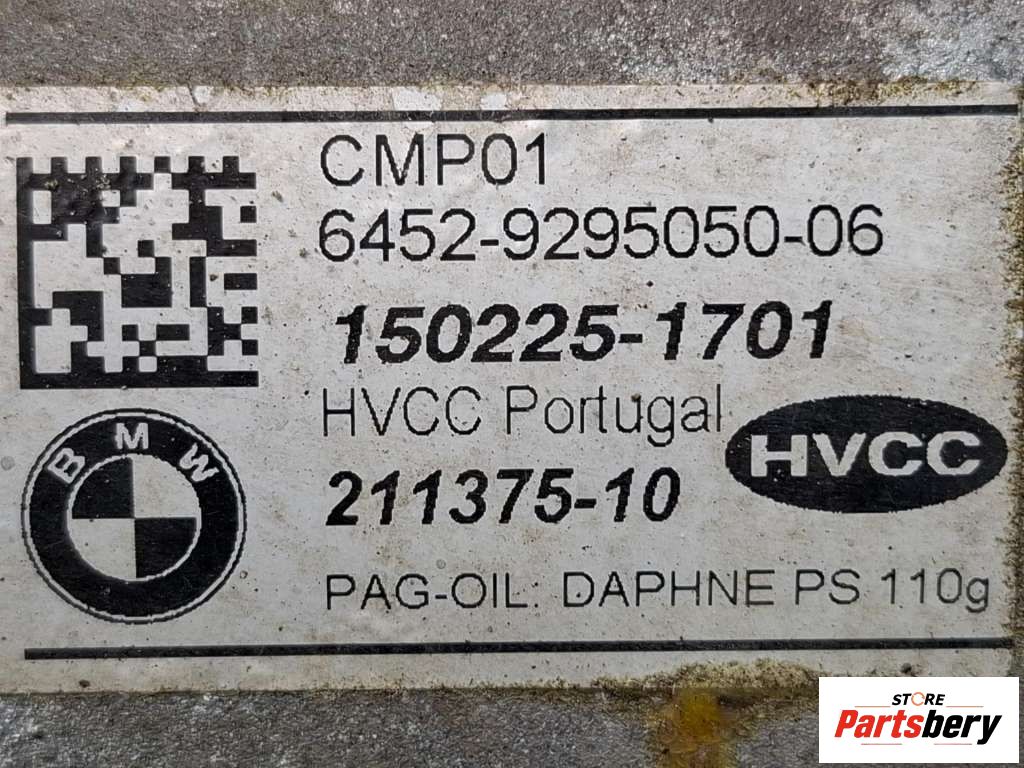 CMP01
6452-9295050-06
150225-1701
HVCC Portugal
HVCC
211375-10
PAG-OIL: DAPHNE PS 110g
BMW
STORE
Partsbery